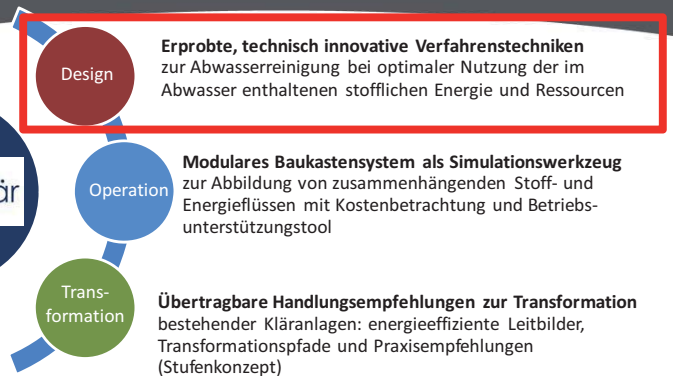 Design
Erprobte, technisch innovative Verfahrenstechniken
zur Abwasserreinigung bei optimaler Nutzung der im
Abwasser enthaltenen stofflichen Energie und Ressourcen
är
Operation
Modulares Baukastensystem als Simulationswerkzeug
zur Abbildung von zusammenhängenden Stoff- und
Energieflüssen mit Kostenbetrachtung und Betriebs-
unterstützungstool
Trans-
formation
Übertragbare Handlungsempfehlungen zur Transformation
bestehender Kläranlagen: energieeffiziente Leitbilder,
Transformationspfade und Praxisempfehlungen
(Stufenkonzept)